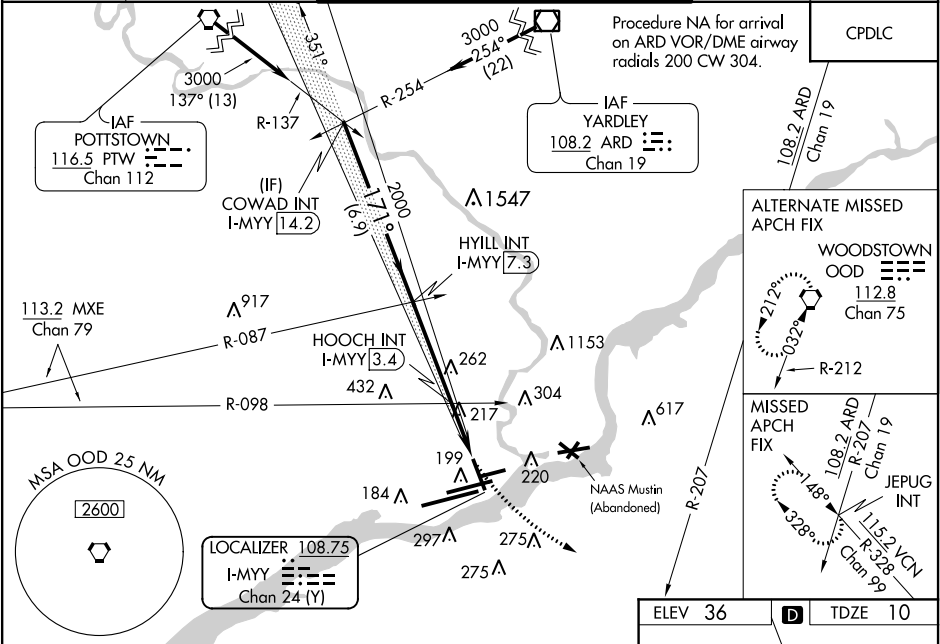 Procedure NA for arrival
on ARD VOR/DME airway
radials 200 CW 304.
CPDLC
351°
3000
254°
(22)
R-254
3000
137° (13)
R-137
IAF
POTTSTOWN
116.5 PTW
Chan 112
IAF
YARDLEY
108.2 ARD
Chan 19
108.2 ARD
Chan 19
(IF)
COWAD INT
I-MYY 14.2
2000
171°
(6.9)
1547
HYILL INT
I-MYY 7.3
ALTERNATE MISSED
APCH FIX
WOODSTOWN
OOD
112.8
Chan 75
212°
032°
R-212
113.2 MXE
Chan 79
917
R-087
HOOCH INT
I-MYY 3.4
1153
262
432
304
R-098
217
617
MISSED
APCH
FIX
108.2 ARD
R-207
Chan 19
JEPUG
INT
148°
328°
115.2 VCN
R-328
Chan 99
MSA OOD 25 NM
2600
199
220
184
NAAS Mustin
(Abandoned)
R-207
297
275
275
LOCALIZER 108.75
I-MYY
Chan 24 (Y)
ELEV 36
D
TDZE 10